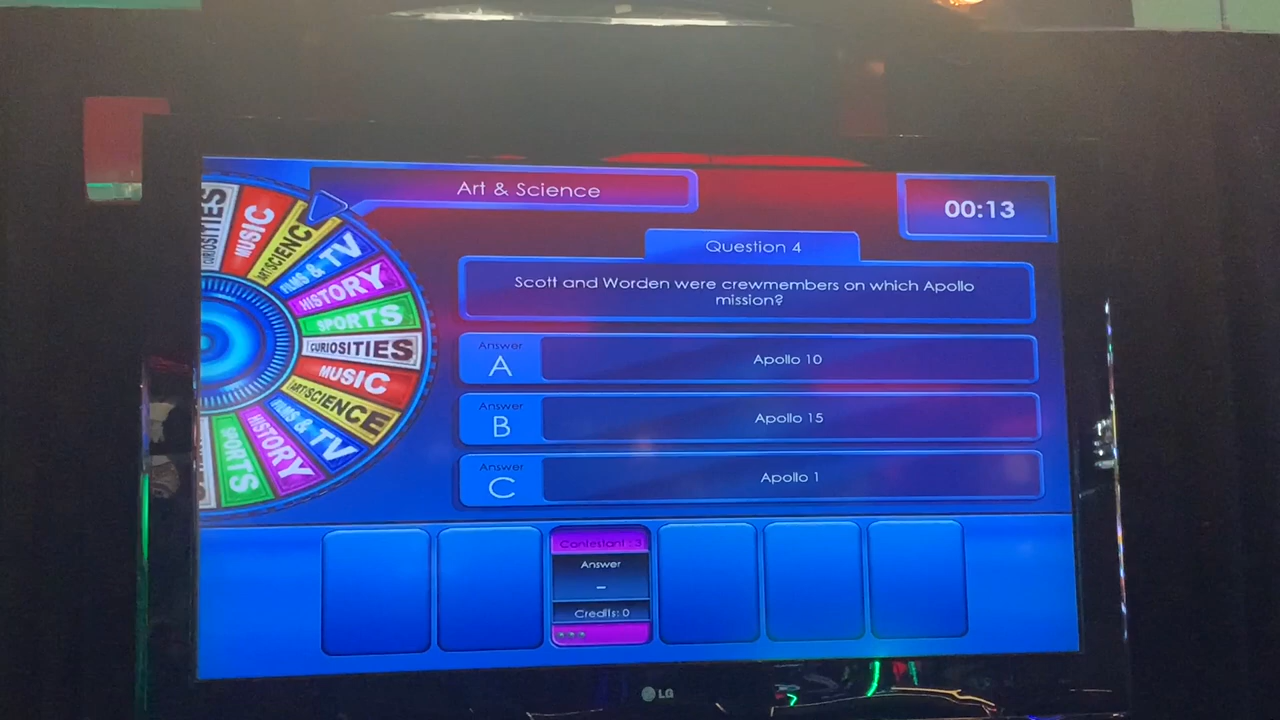 Art & Science
00:13
Question 4
Scott and Worden were crewmembers on which Apollo
mission?
Answer
A
Apollo 10
Answer
B
Apollo 15
Answer
C
Apollo 1
CURIOSITIES
MUSIC
ART/SCIENC
FILMS & TV
HISTORY
SPORTS
CURIOSITIES
MUSIC
ART/SCIENCE
FILMS & TV
HISTORY
SPORTS
Contestant : 3
Answer
–
Credits: 0
LG